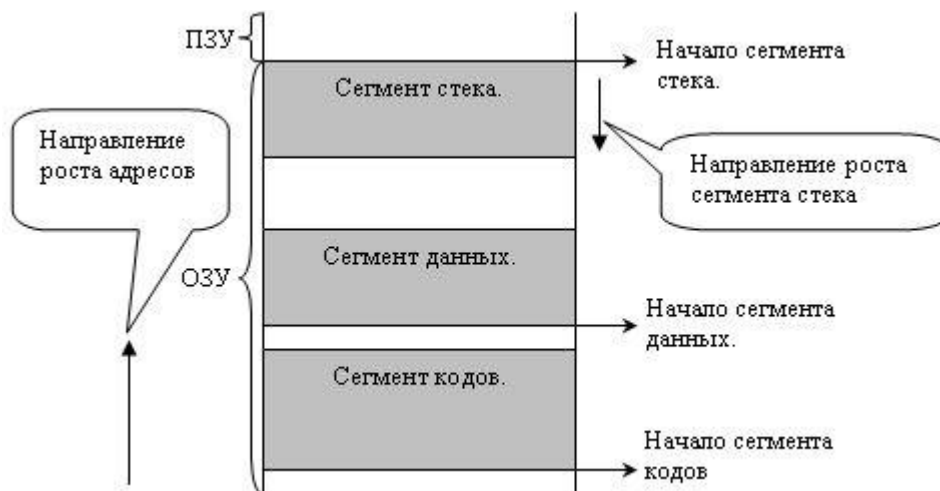 ПЗУ
Начало сегмента
стека.
Сегмент стека.
Направление
роста адресов
Направление роста
сегмента стека
ОЗУ
Сегмент данных.
Начало сегмента
данных.
Сегмент кодов.
Начало сегмента
кодов